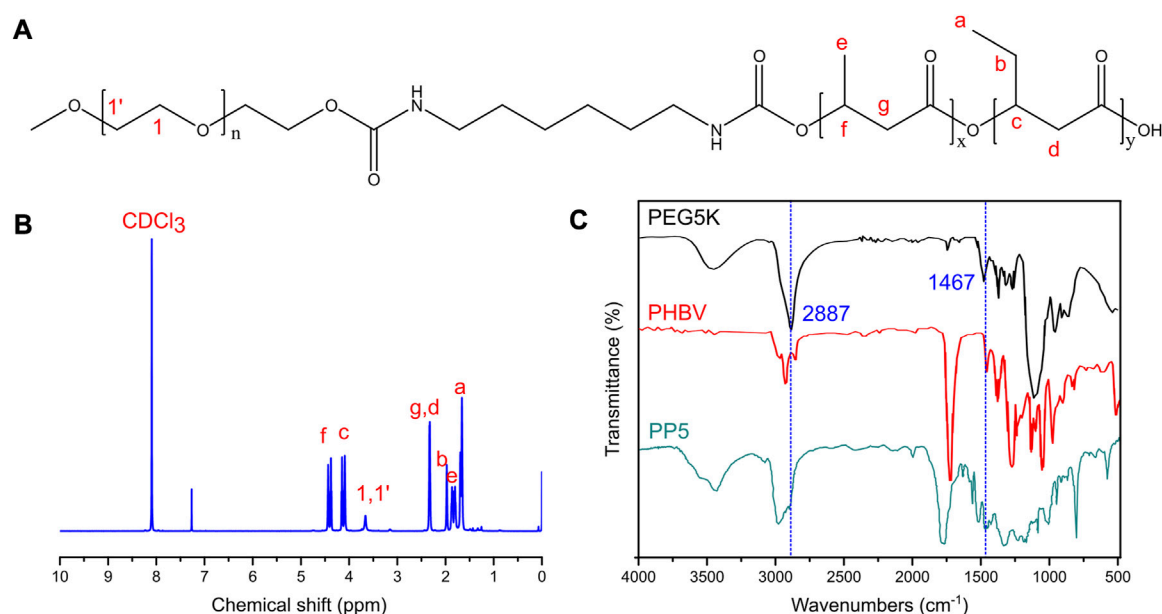 A
a
e
O
O
b
O
1'
O
O
H
N
g
1
O
n
O
N
H
O
f
x
O
c
y
OH
O
d
B
CDCl3
f
c
1,1'
g,d
b
e
a
10 9 8 7 6 5 4 3 2 1 0
Chemical shift (ppm)
C
PEG5K
1467
2887
PHBV
PP5
Transmittance (%)
4000 3500 3000 2500 2000 1500 1000 500
Wavenumbers (cm-1)